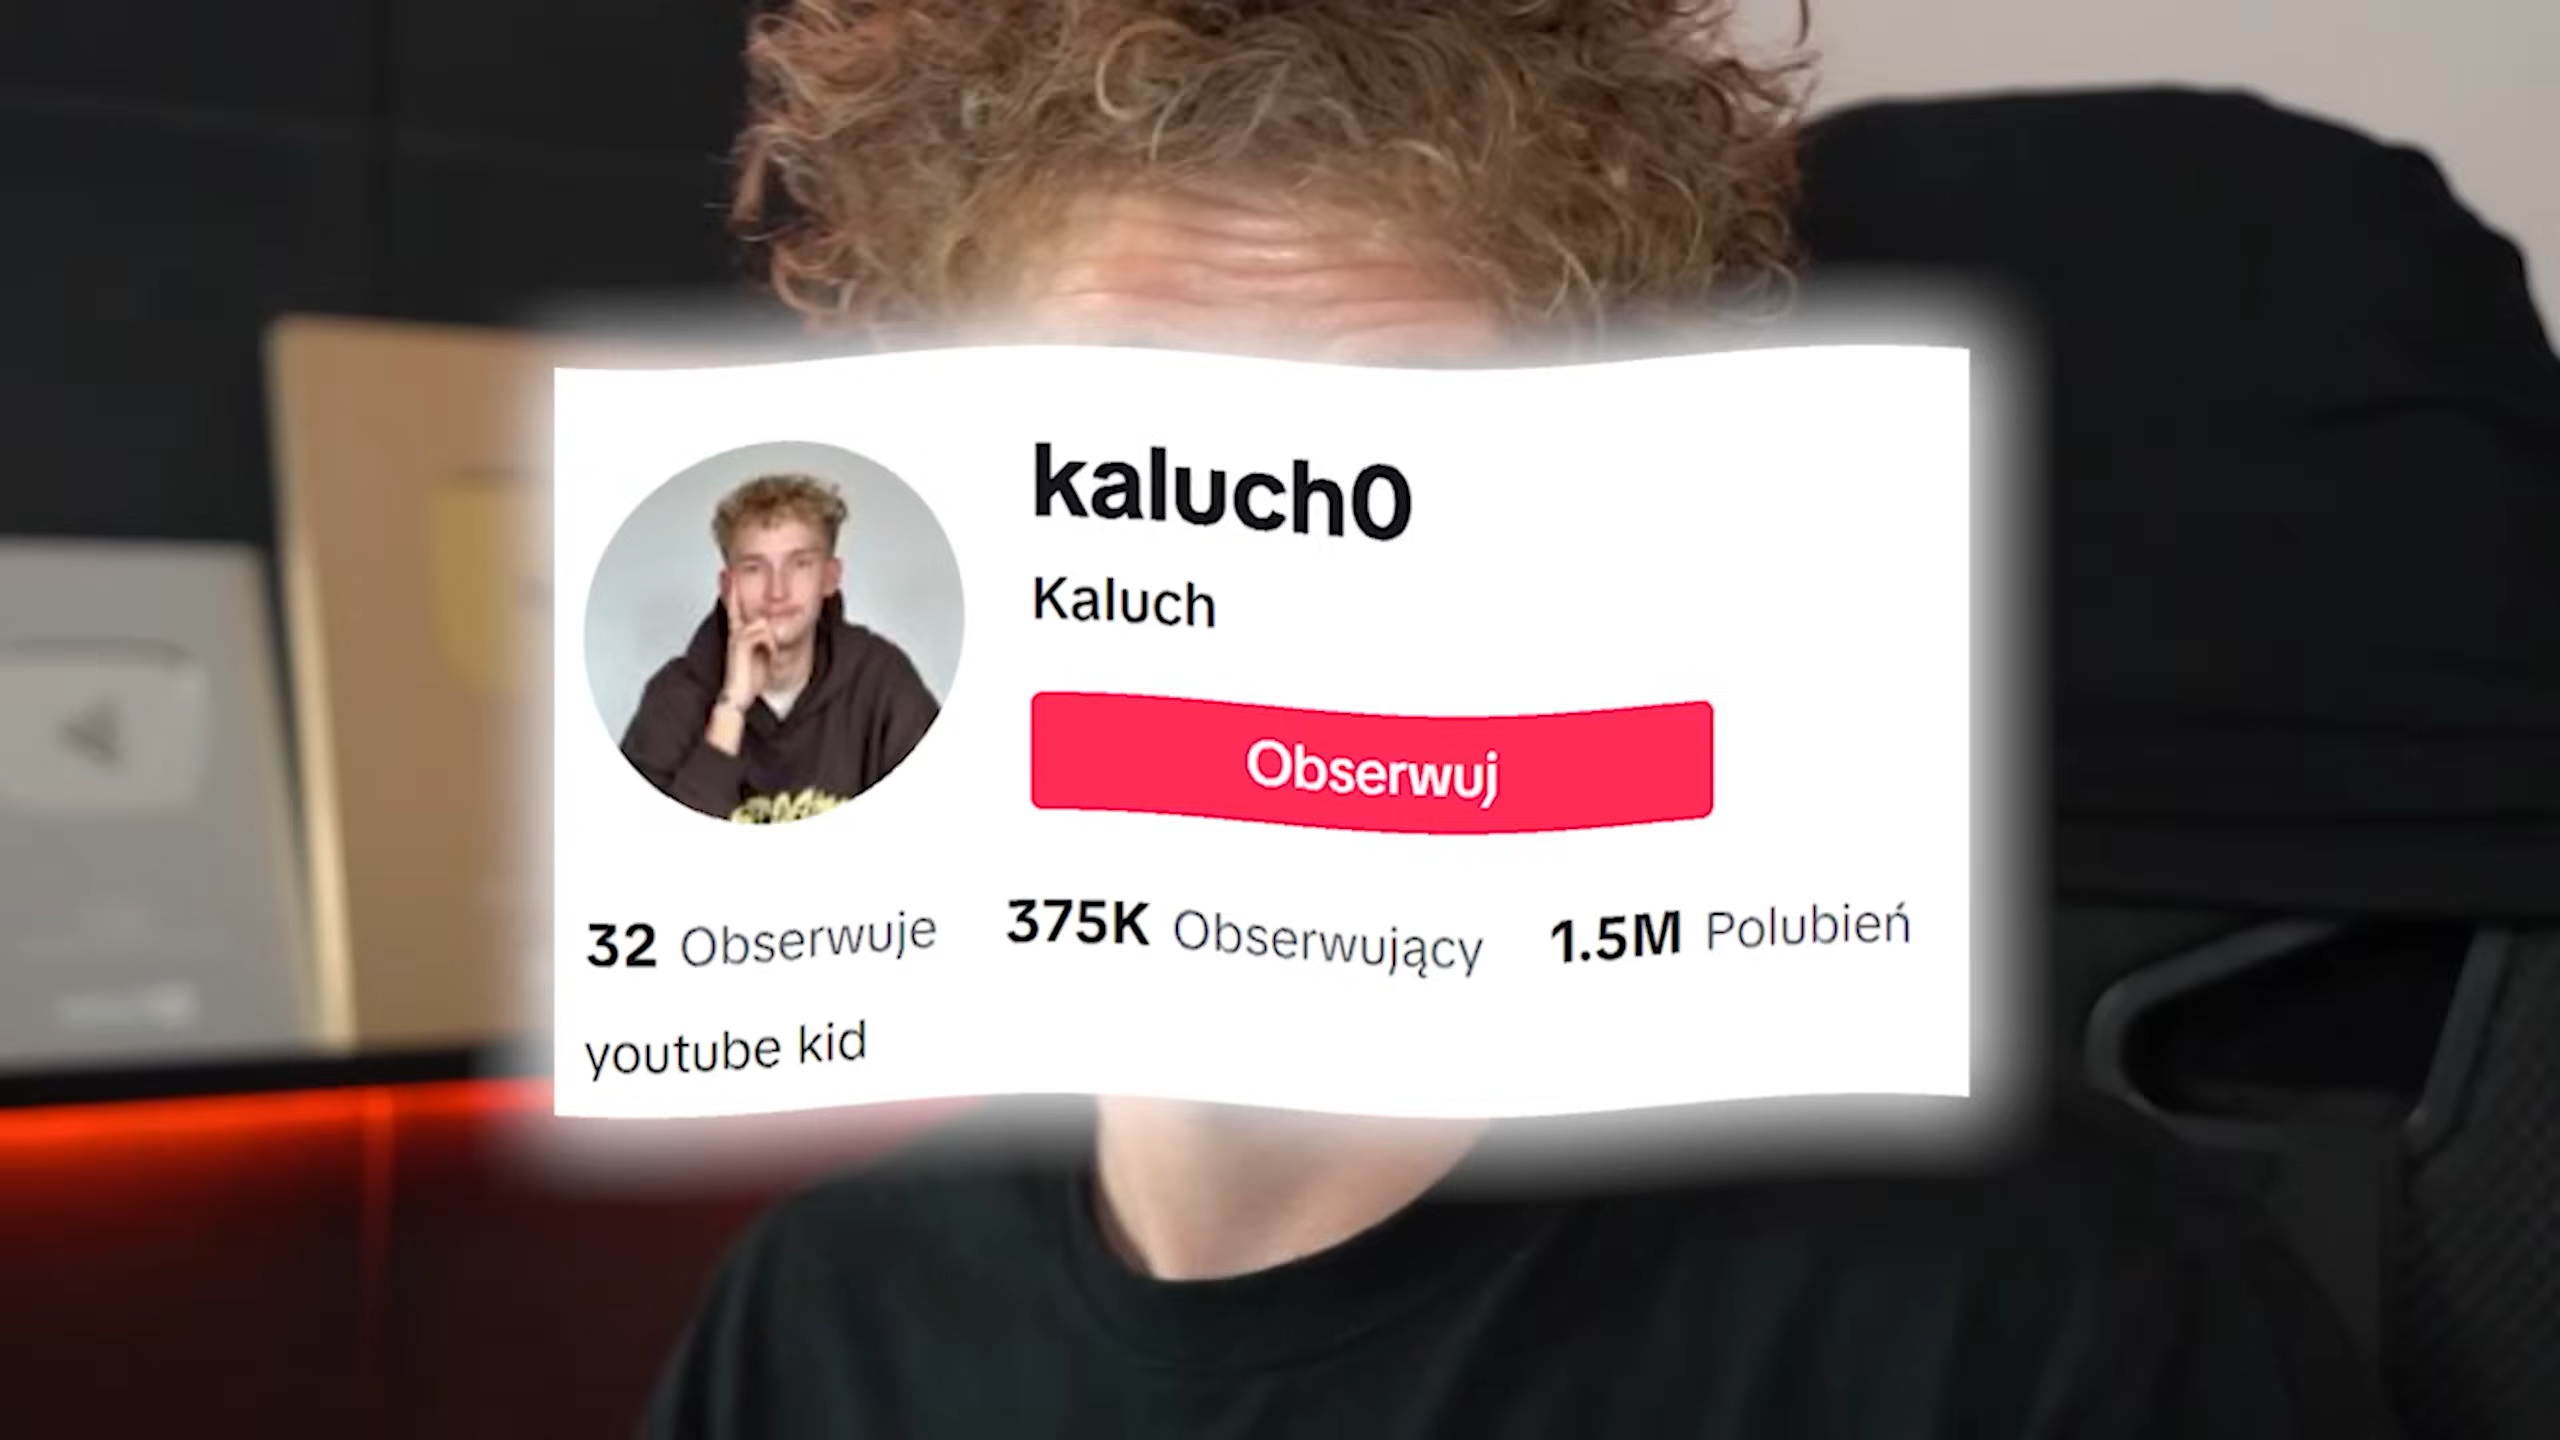 kaluch0
Kaluch
Obserwuj
32 Obserwuje 375K Obserwujący 1.5M Polubień
youtube kid